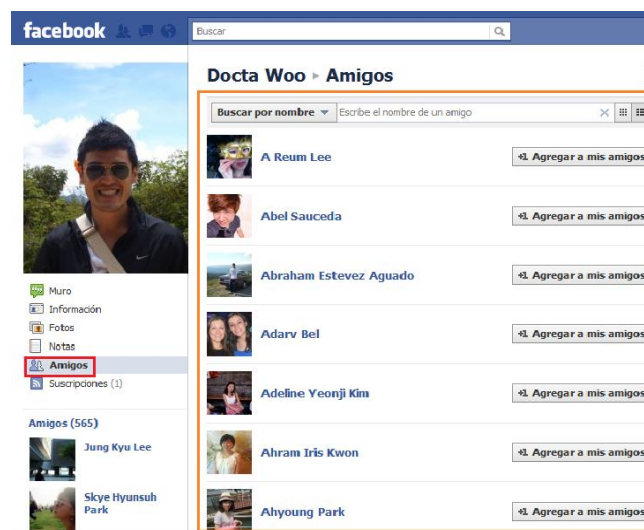 facebook
Buscar
Docta Woo ▸ Amigos
Buscar por nombre
Escribe el nombre de un amigo
A Reum Lee
+1 Agregar a mis amigos
Abel Sauceda
+1 Agregar a mis amigos
Abraham Estevez Aguado
+1 Agregar a mis amigos
Adarv Bel
+1 Agregar a mis amigos
Adeline Yeonji Kim
+1 Agregar a mis amigos
Ahram Iris Kwon
+1 Agregar a mis amigos
Ahyoung Park
+1 Agregar a mis amigos
Muro
Información
Fotos
Notas
Amigos
Suscripciones (1)
Amigos (565)
Jung Kyu Lee
Skye Hyunsuh
Park